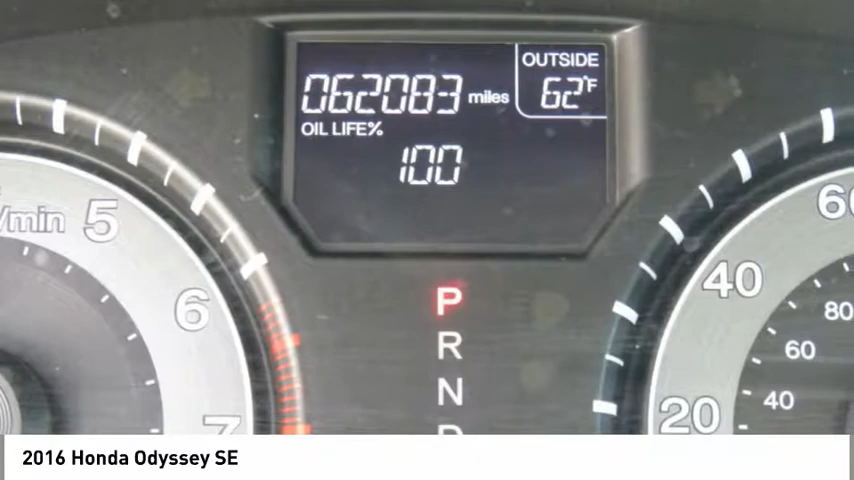 OUTSIDE
062083 miles
62°F
OIL LIFE%
100
/min
5
6
7
P
R
N
D
60
40
20
80
60
40
2016 Honda Odyssey SE